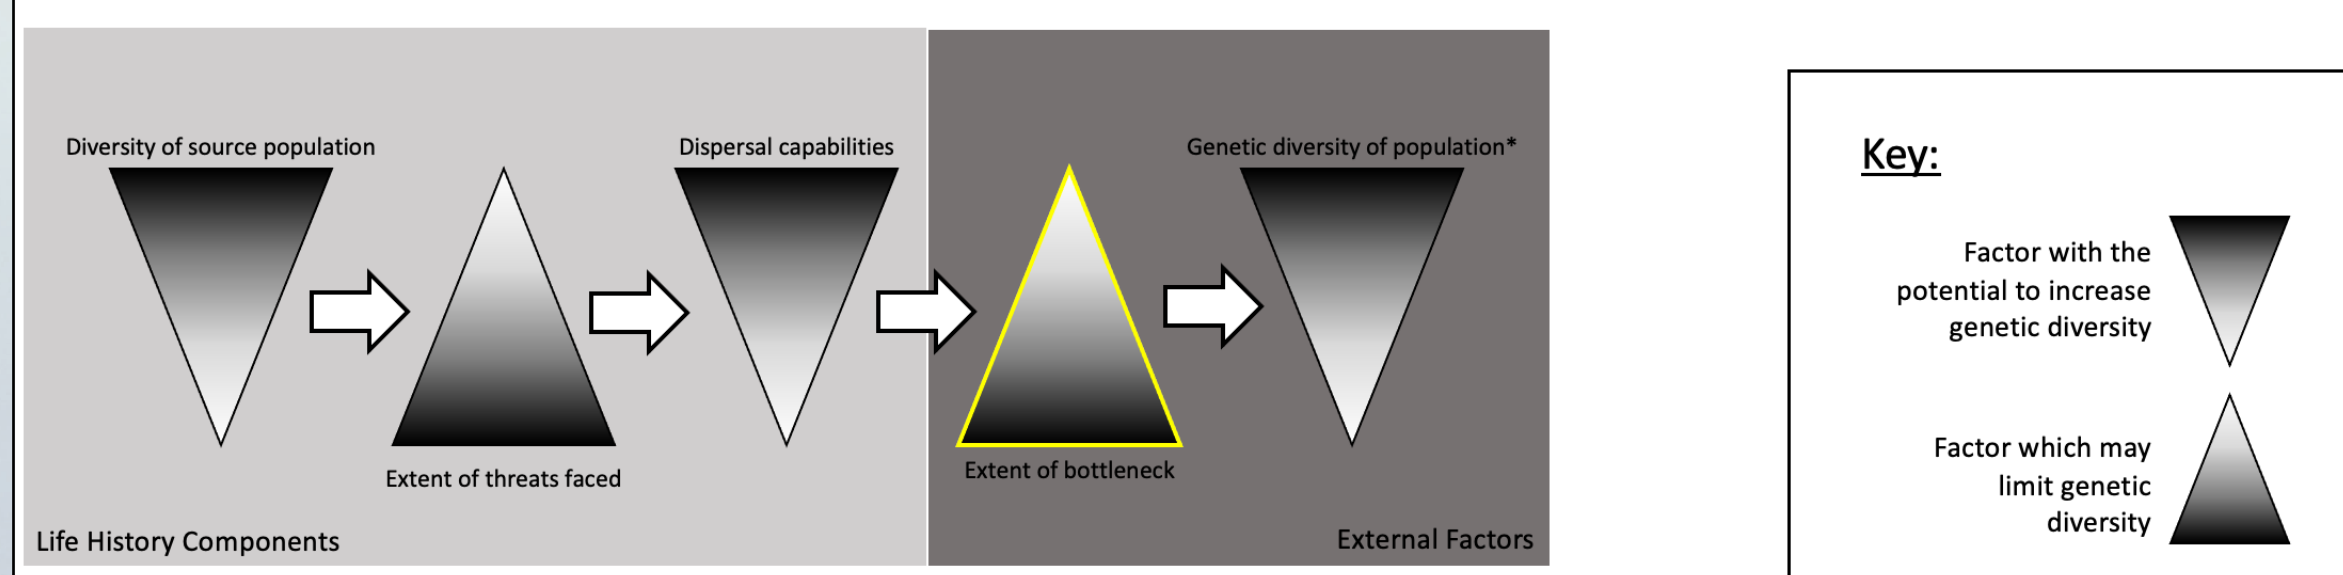 Diversity of source population
Dispersal capabilities
Genetic diversity of population*
Extent of threats faced
Extent of bottleneck
Life History Components
External Factors
Key:
Factor with the
potential to increase
genetic diversity
Factor which may
limit genetic
diversity